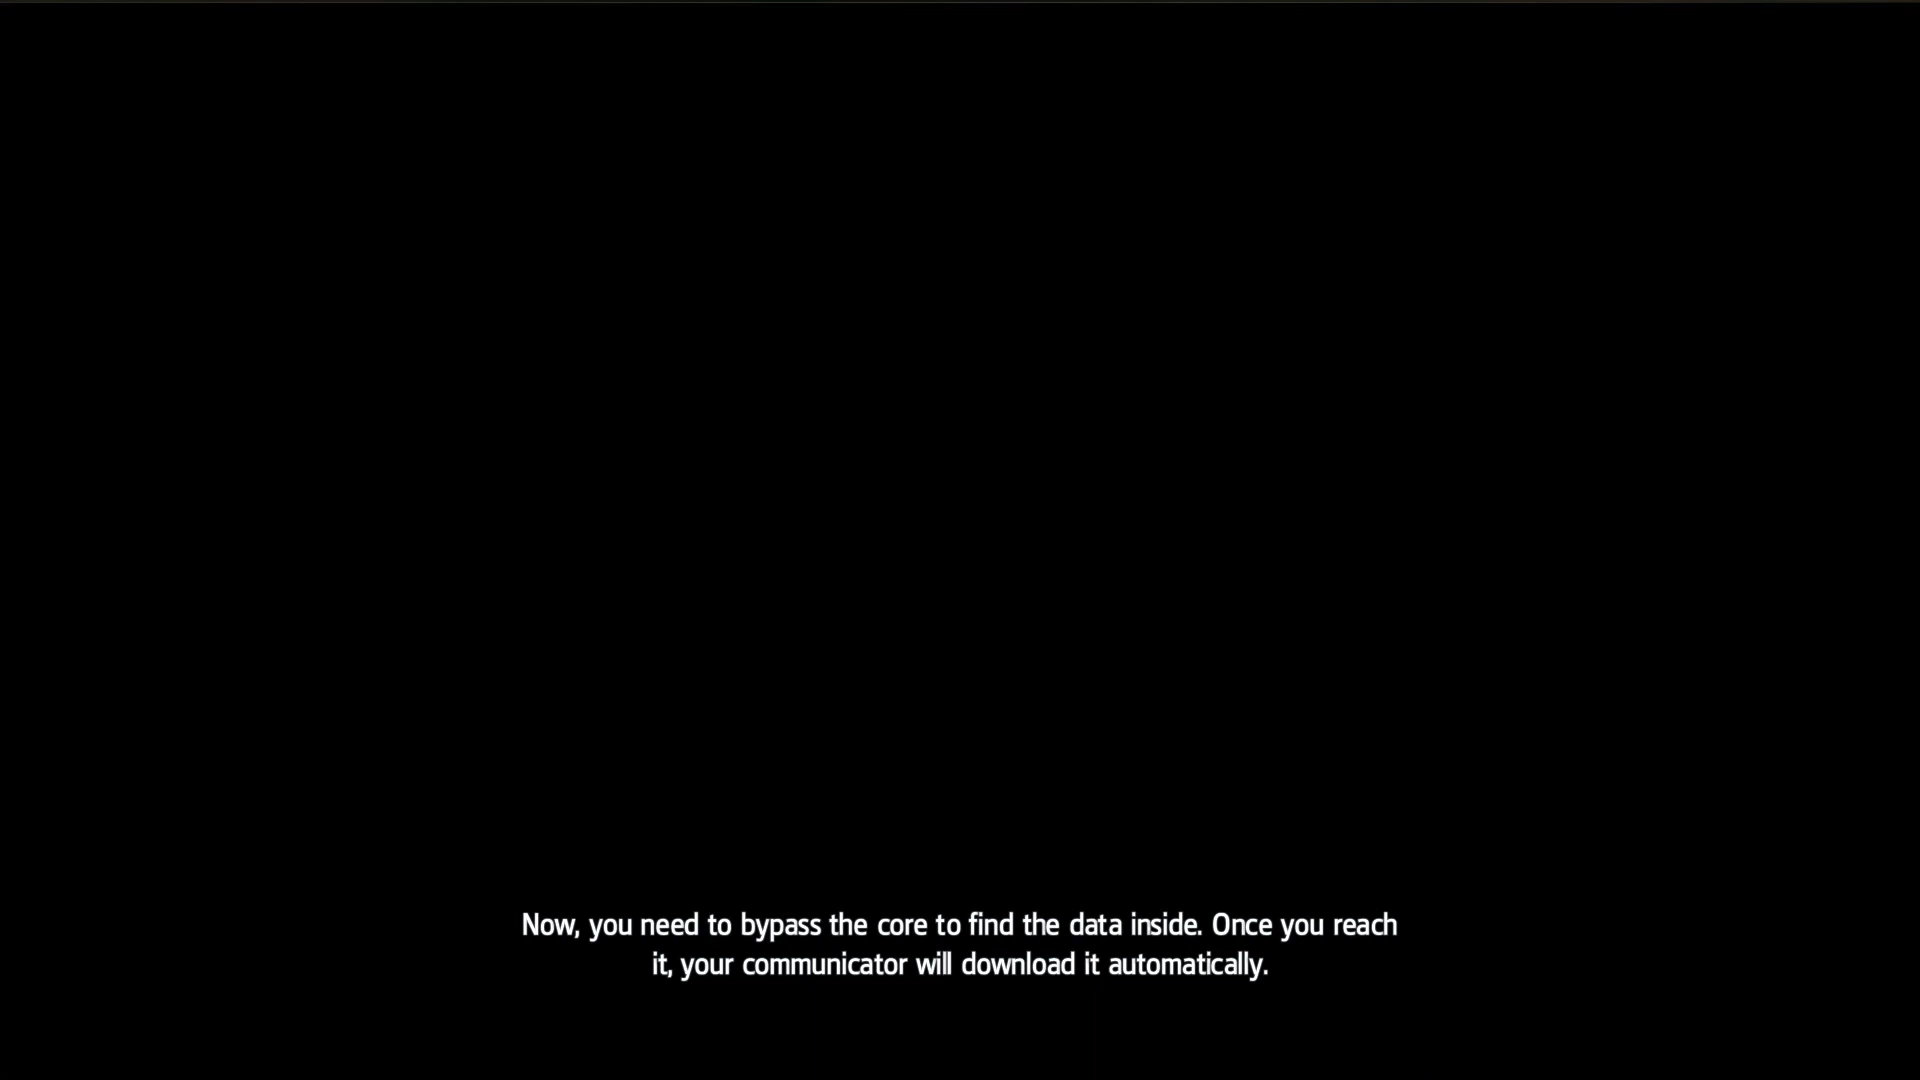 Now, you need to bypass the core to find the data inside. Once you reach
it, your communicator will download it automatically.